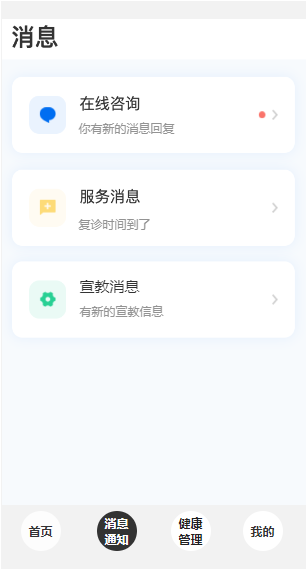 消息
在线咨询
你有新的消息回复
服务消息
复诊时间到了
宣教消息
有新的宣教信息
首页
消息
通知
健康
管理
我的